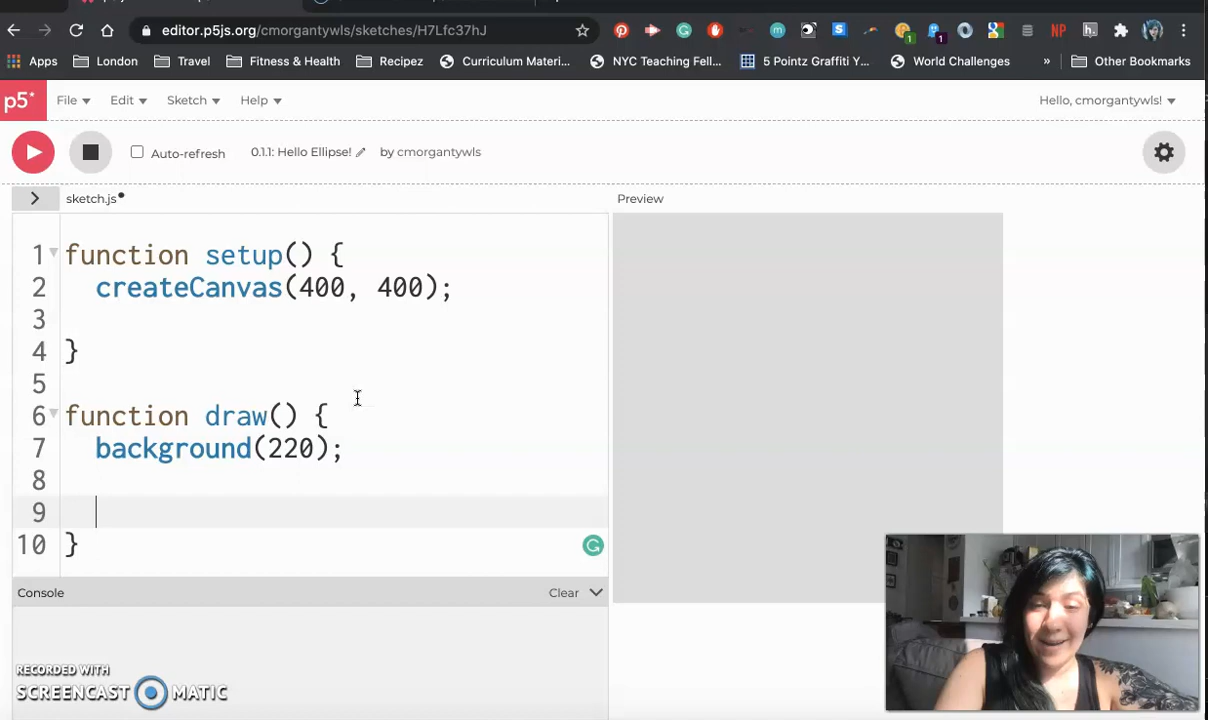 editor.p5js.org/cmorgantywls/sketches/H7Lfc37hJ
Apps London Travel Fitness & Health Recipez Curriculum Materi... NYC Teaching Fell... 5 Pointz Graffiti Y... World Challenges » Other Bookmarks
p5* File Edit Sketch Help Hello, cmorgantywls!
Auto-refresh 0.1.1: Hello Ellipse! by cmorgantywls
sketch.js Preview
1 function setup() {
2 createCanvas(400, 400);
3
4 }
5
6 function draw() {
7 background(220);
8
9
10 }
Console Clear
RECORDED WITH
SCREENCAST MATIC